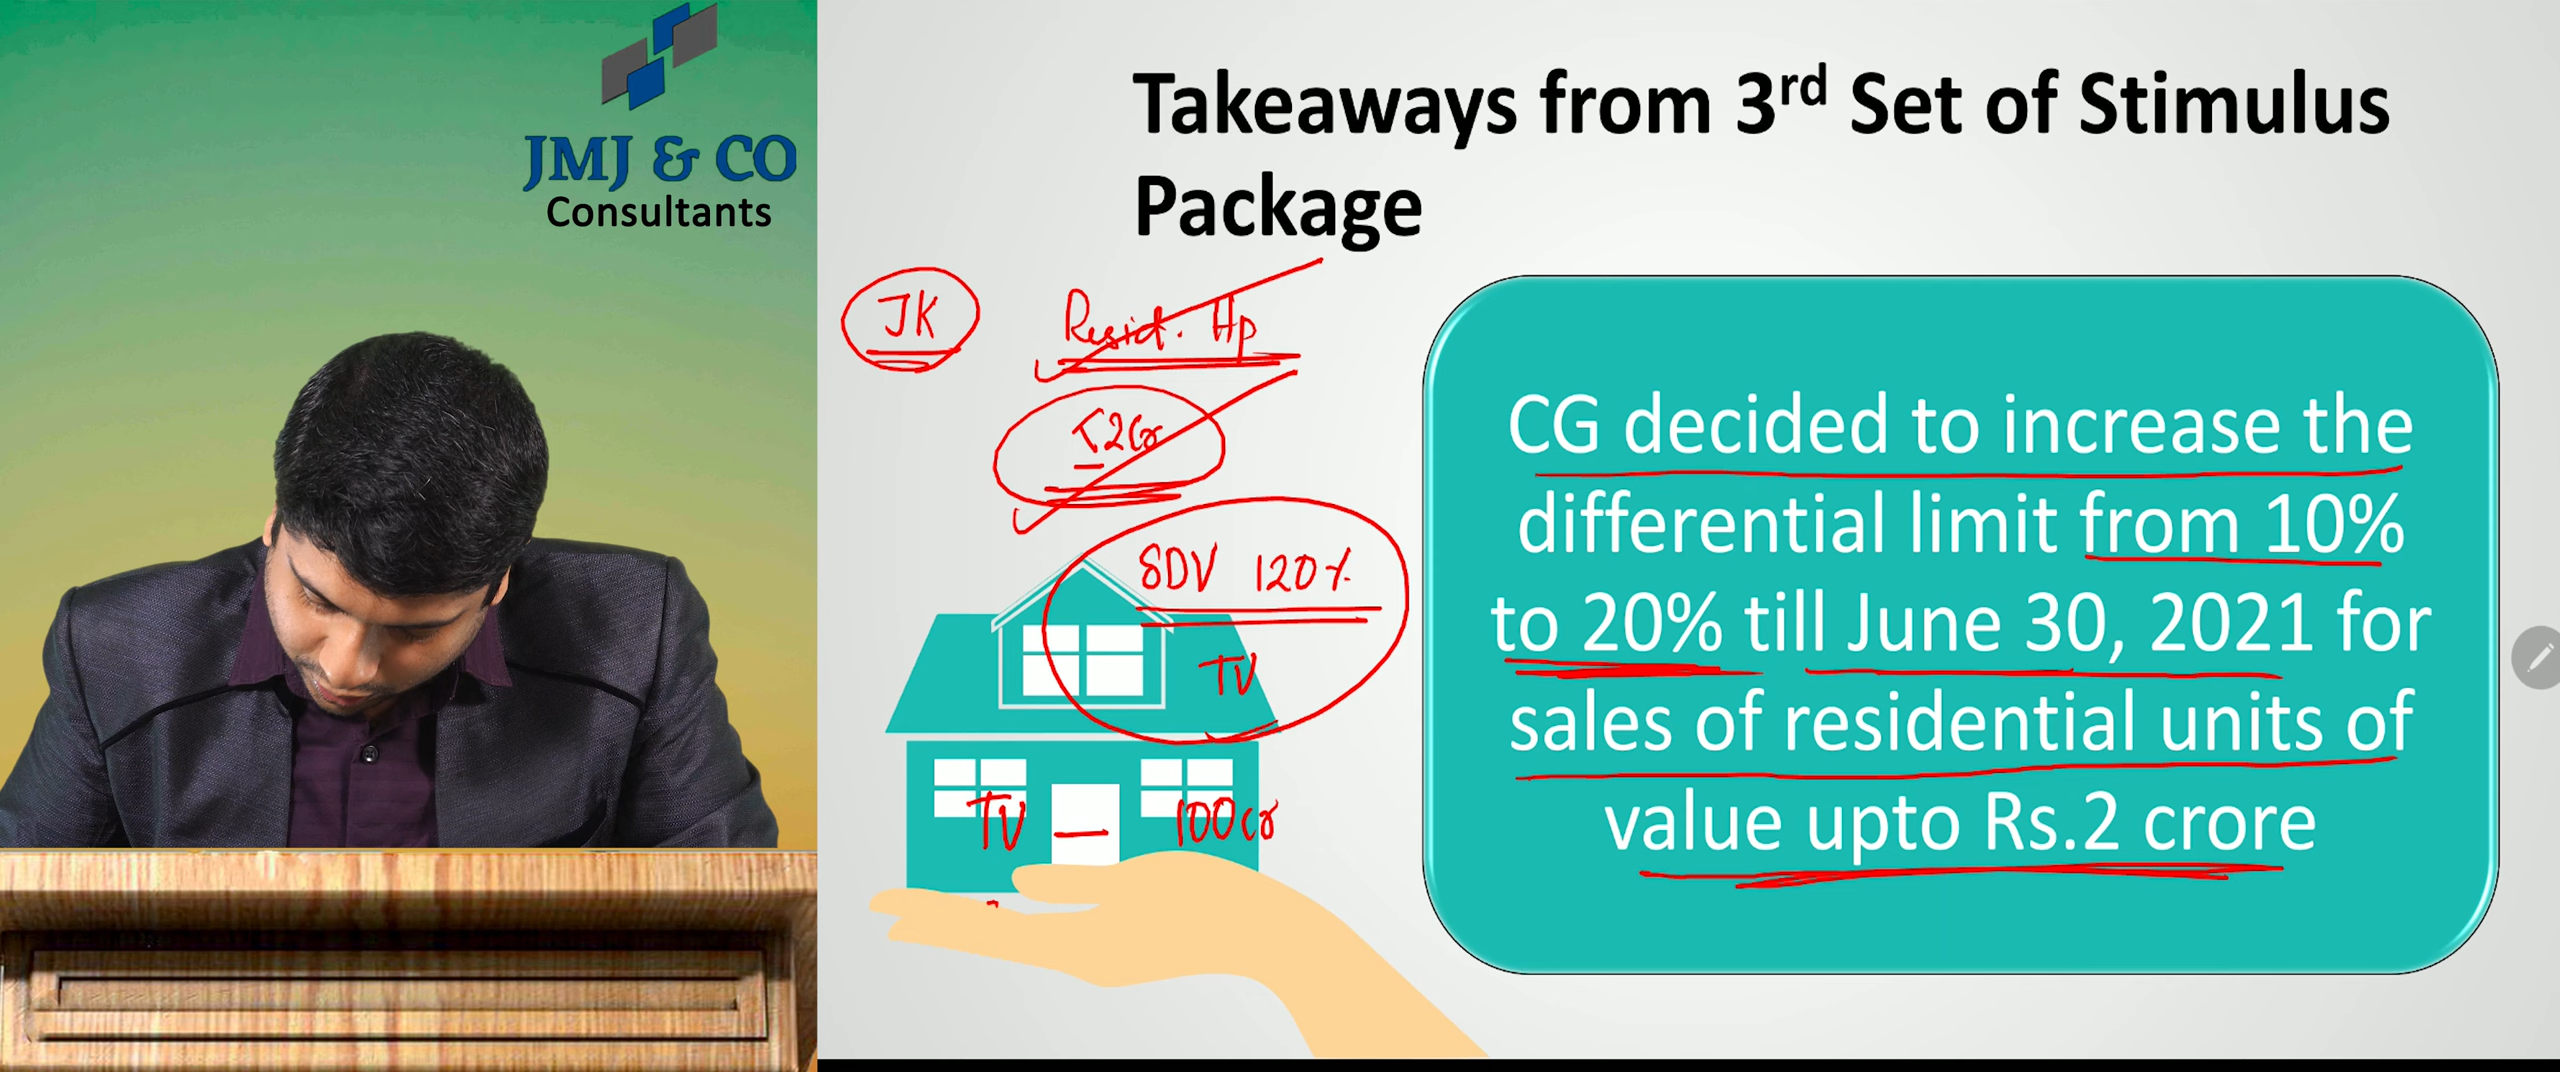 JMJ & CO
Consultants
Takeaways from 3rd Set of Stimulus
Package
JK
Resid. Hp
SDV 120%
TV
TV — 100cr
CG decided to increase the
differential limit from 10%
to 20% till June 30, 2021 for
sales of residential units of
value upto Rs.2 crore